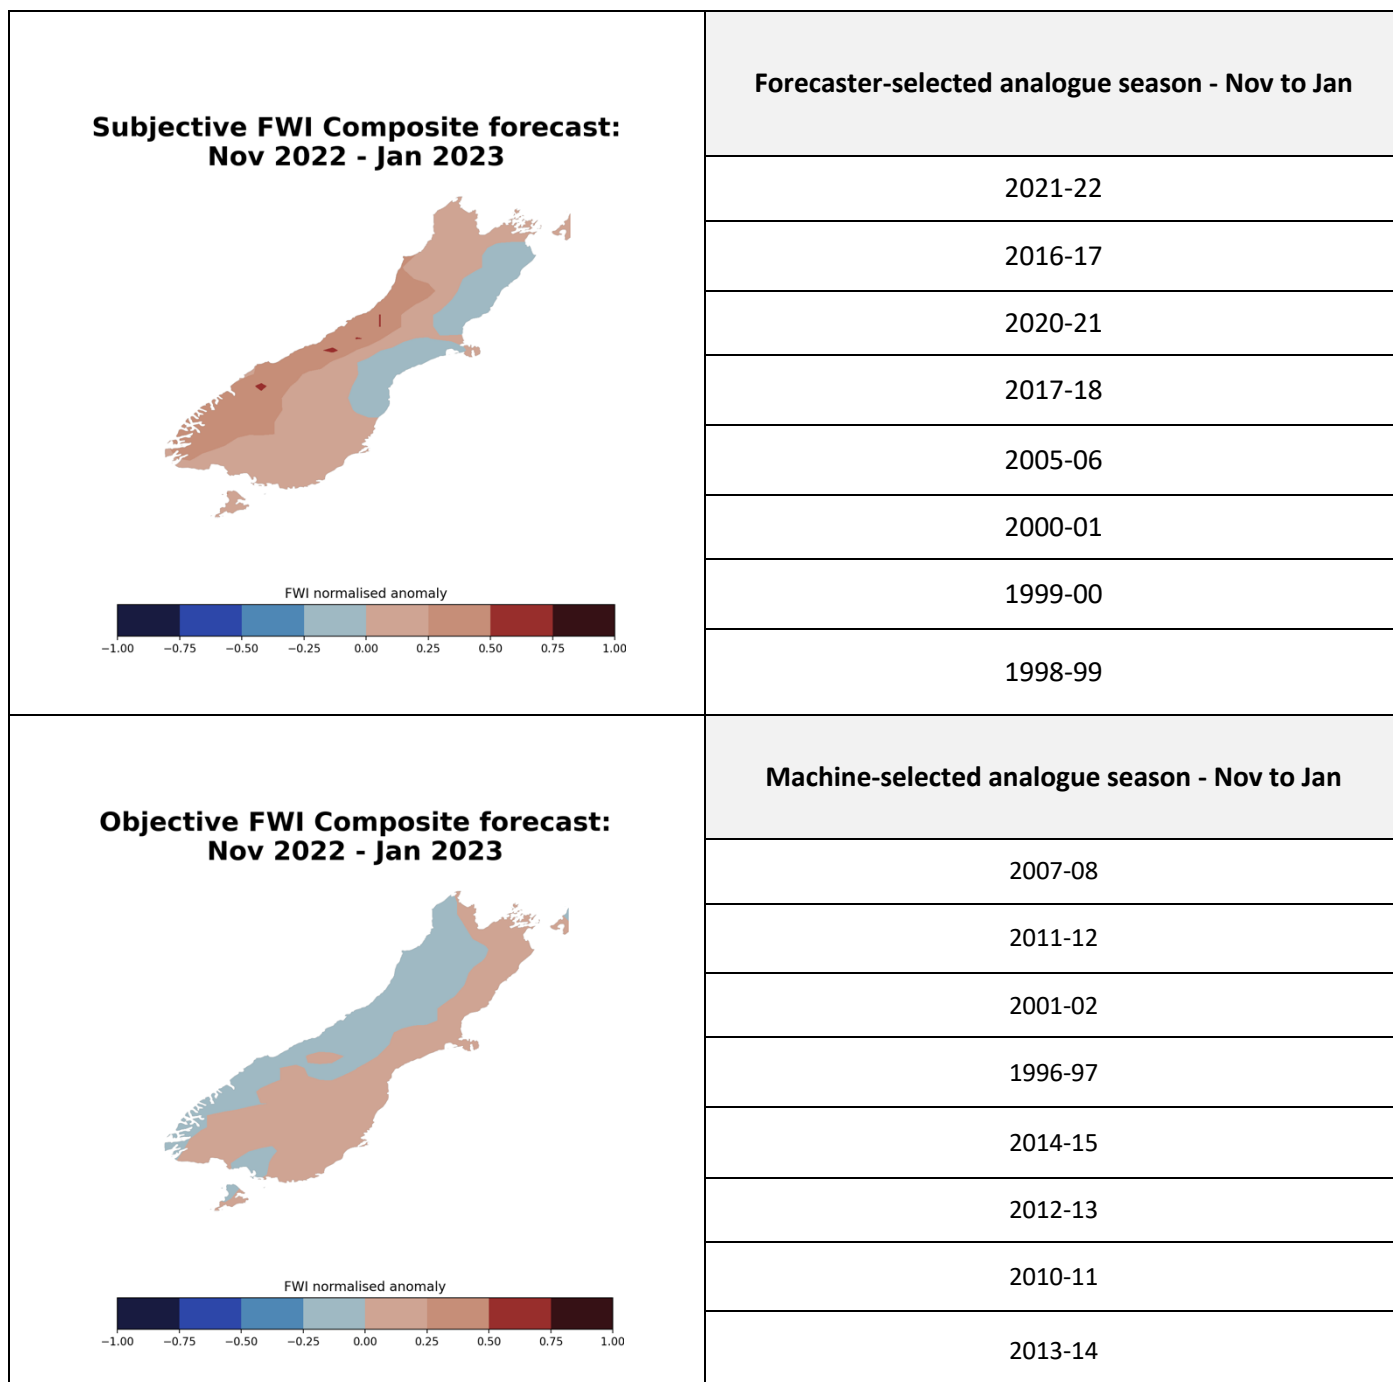 Subjective FWI Composite forecast:
Nov 2022 - Jan 2023
FWI normalised anomaly
−1.00 −0.75 −0.50 −0.25 0.00 0.25 0.50 0.75 1.00
Forecaster-selected analogue season - Nov to Jan
2021-22
2016-17
2020-21
2017-18
2005-06
2000-01
1999-00
1998-99
Objective FWI Composite forecast:
Nov 2022 - Jan 2023
FWI normalised anomaly
−1.00 −0.75 −0.50 −0.25 0.00 0.25 0.50 0.75 1.00
Machine-selected analogue season - Nov to Jan
2007-08
2011-12
2001-02
1996-97
2014-15
2012-13
2010-11
2013-14